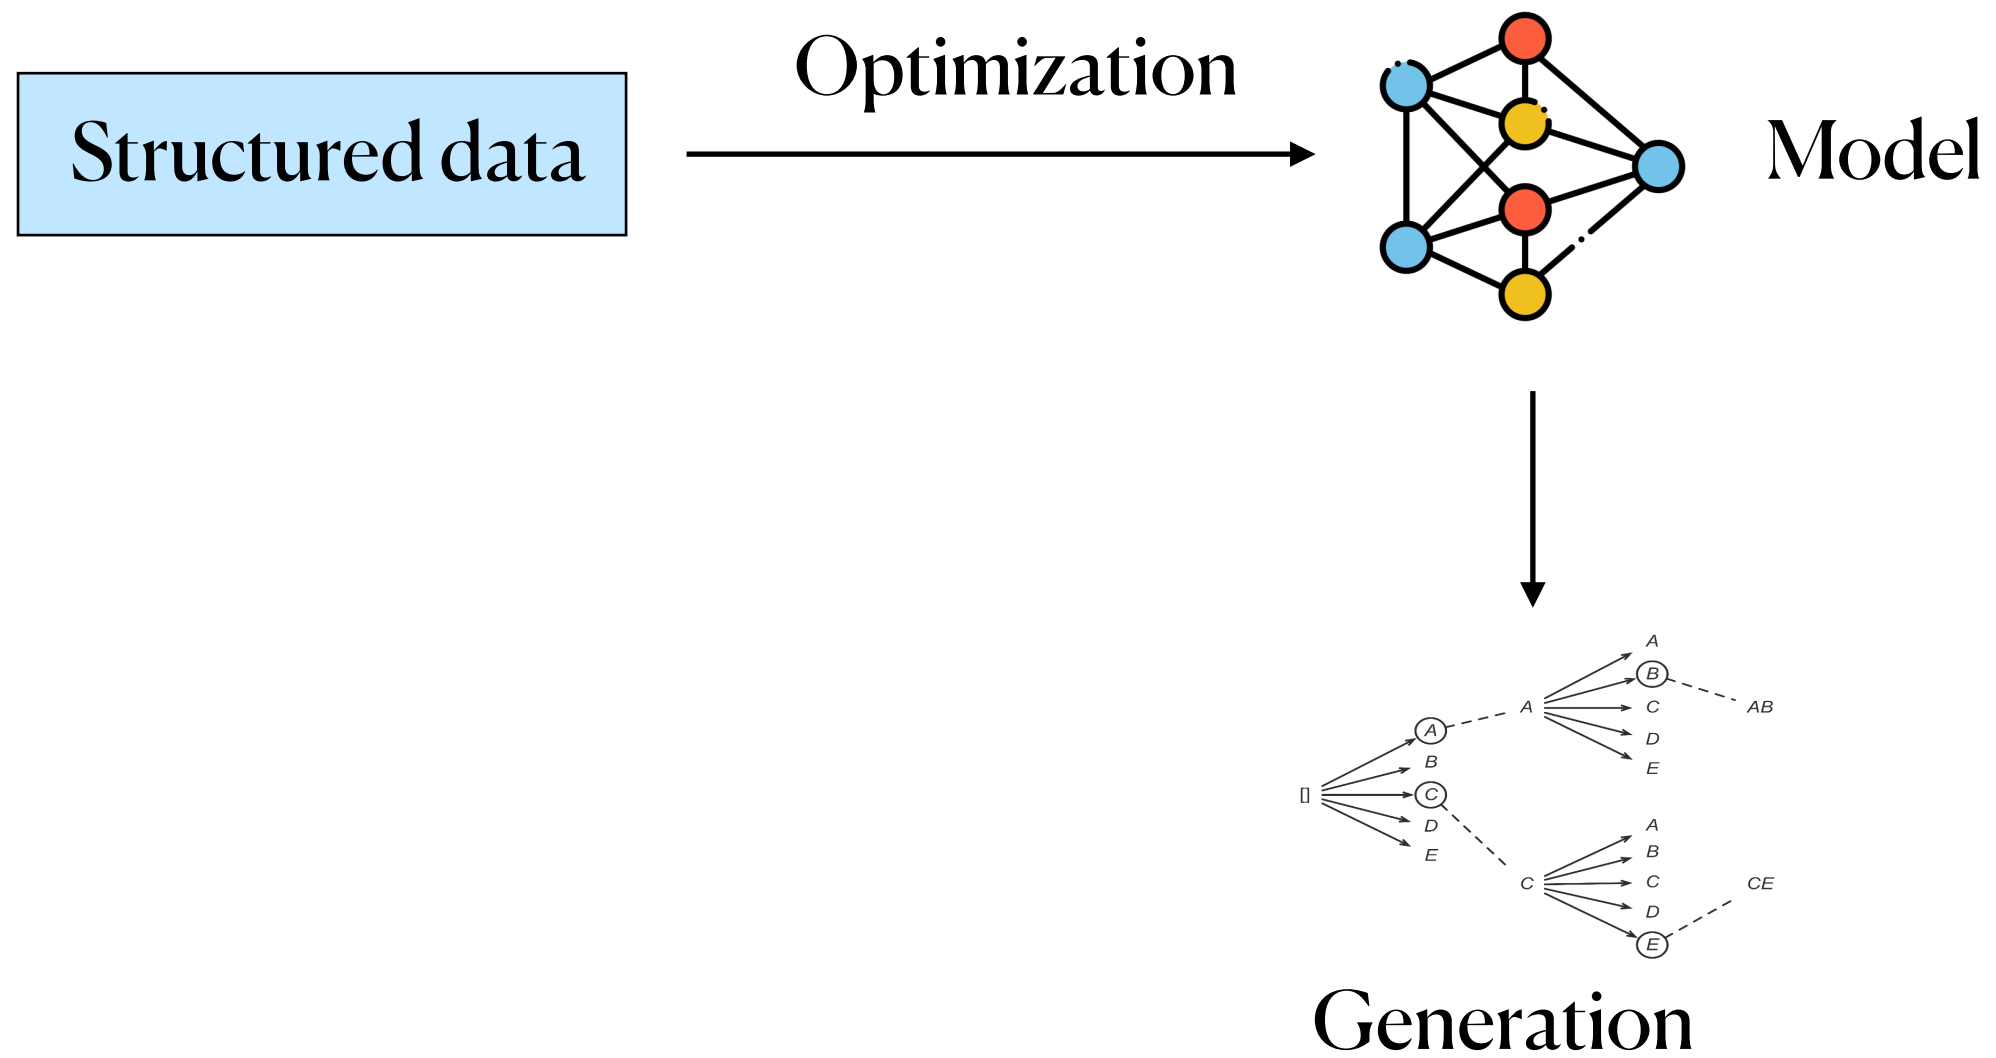 Optimization
Structured data
Model
A
B
C
D
E
A
AB
A
B
C
D
E
[]
C
A
B
C
D
E
CE
Generation